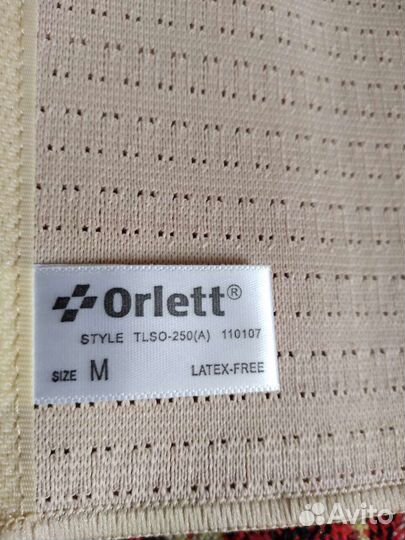 Orlett®
STYLE TLSO-250(A) 110107
SIZE M LATEX-FREE
Avito